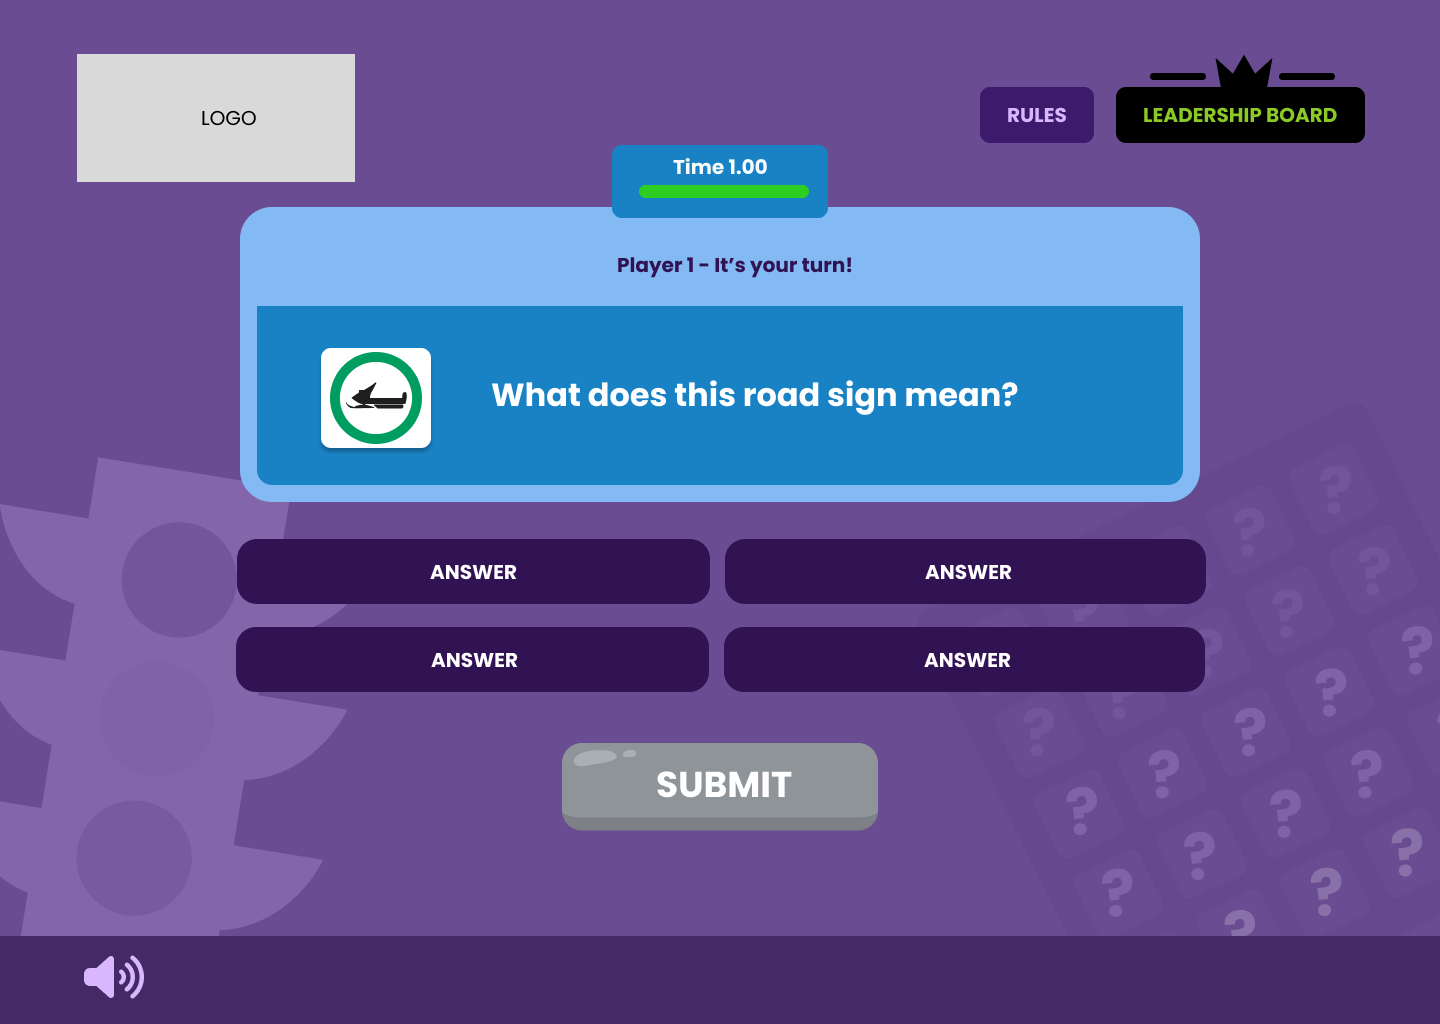 LOGO
RULES
LEADERSHIP BOARD
Time 1.00
Player 1 - It’s your turn!
What does this road sign mean?
ANSWER
ANSWER
ANSWER
ANSWER
SUBMIT